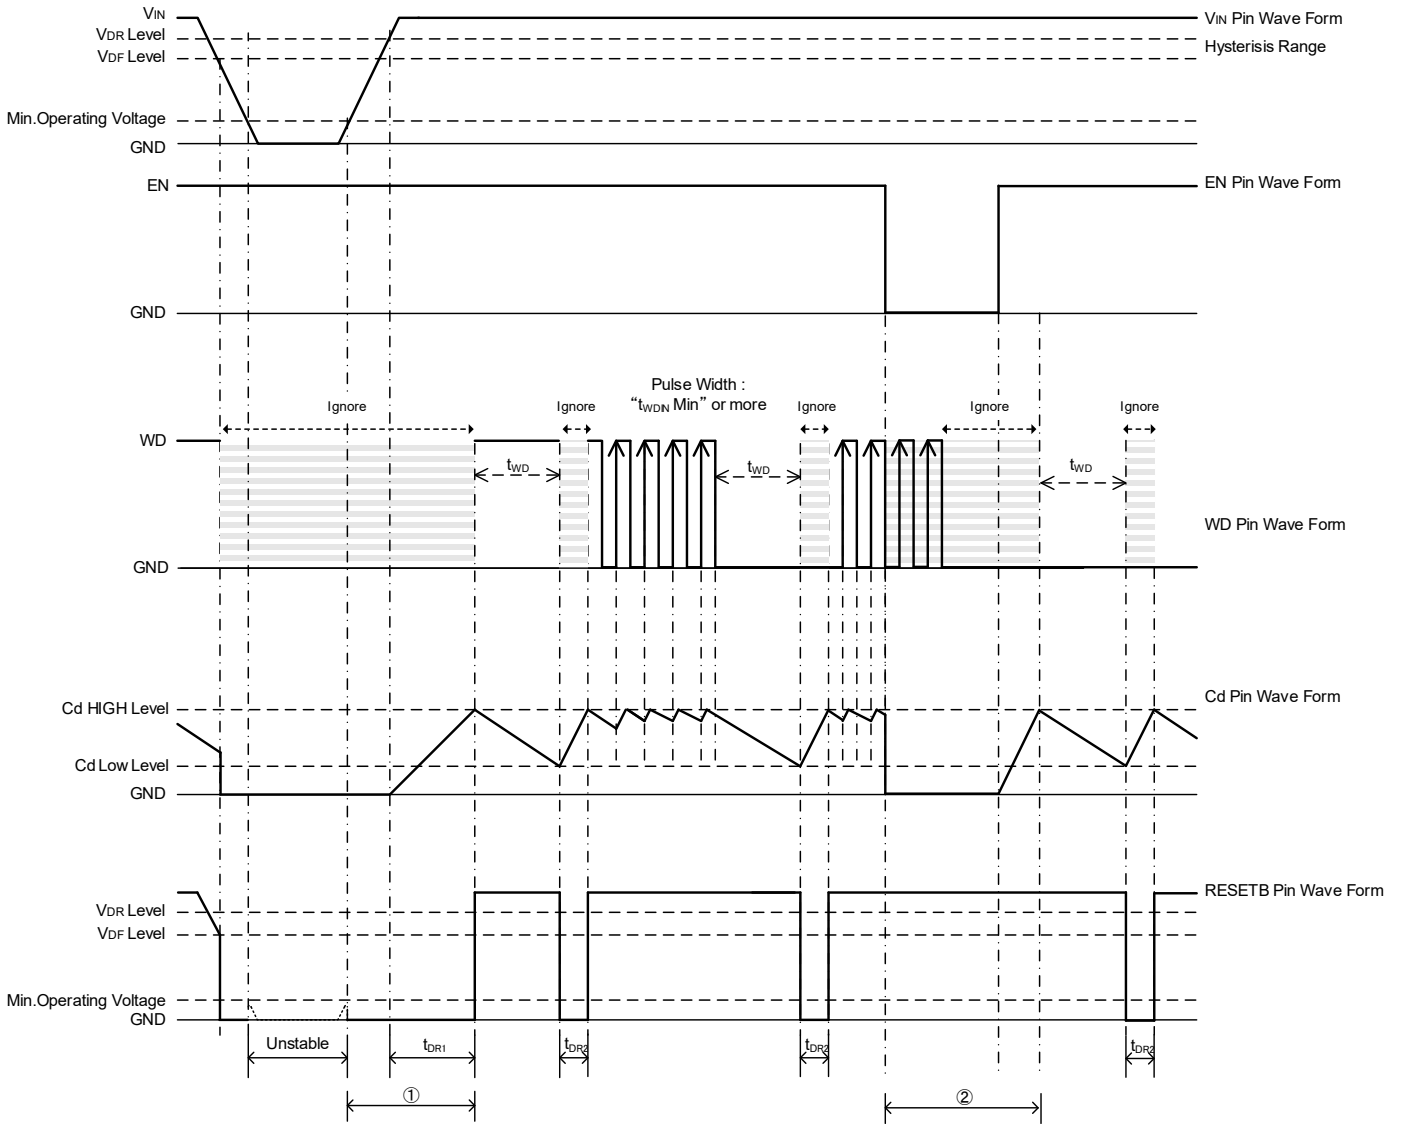 VIN
VIN Pin Wave Form
VDR Level
Hysterisis Range
VDF Level
Min.Operating Voltage
GND
EN
EN Pin Wave Form
GND
Pulse Width :
“tWDIN Min” or more
Ignore
Ignore
Ignore
Ignore
Ignore
WD
tWD
tWD
tWD
WD Pin Wave Form
GND
Cd HIGH Level
Cd Pin Wave Form
Cd Low Level
GND
RESETB Pin Wave Form
VDR Level
VDF Level
Min.Operating Voltage
GND
Unstable
tDR1
tDR2
tDR2
tDR2
①
②